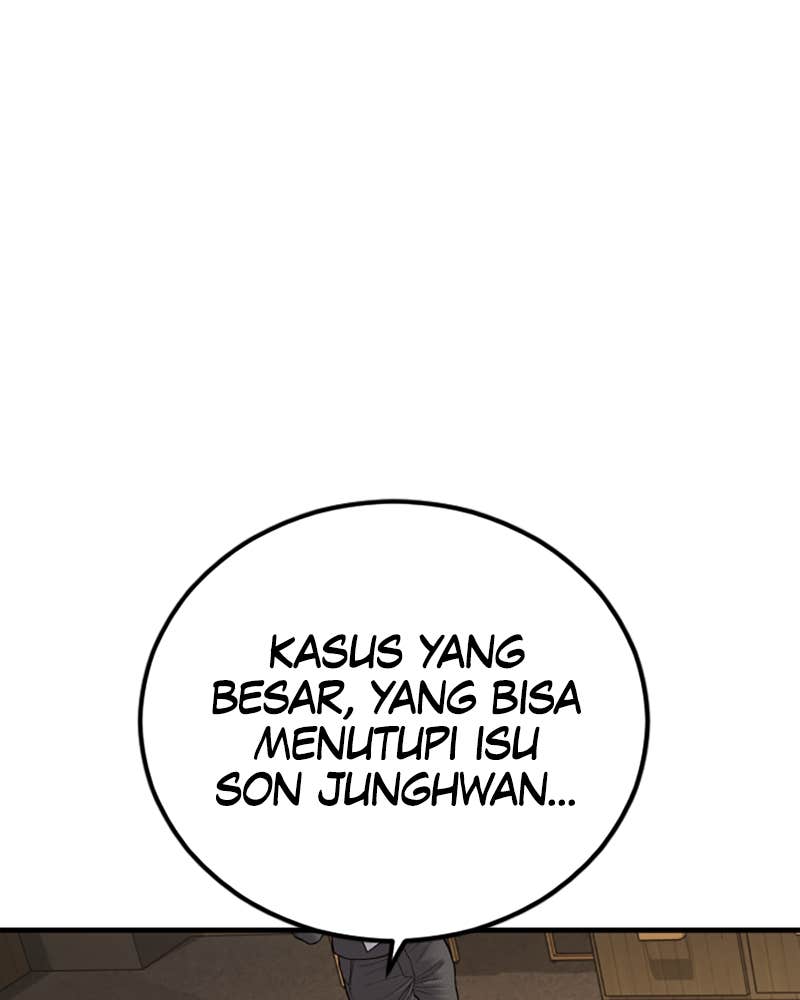 KASUS YANG
BESAR, YANG BISA
MENUTUPI ISU
SON JUNGHWAN...